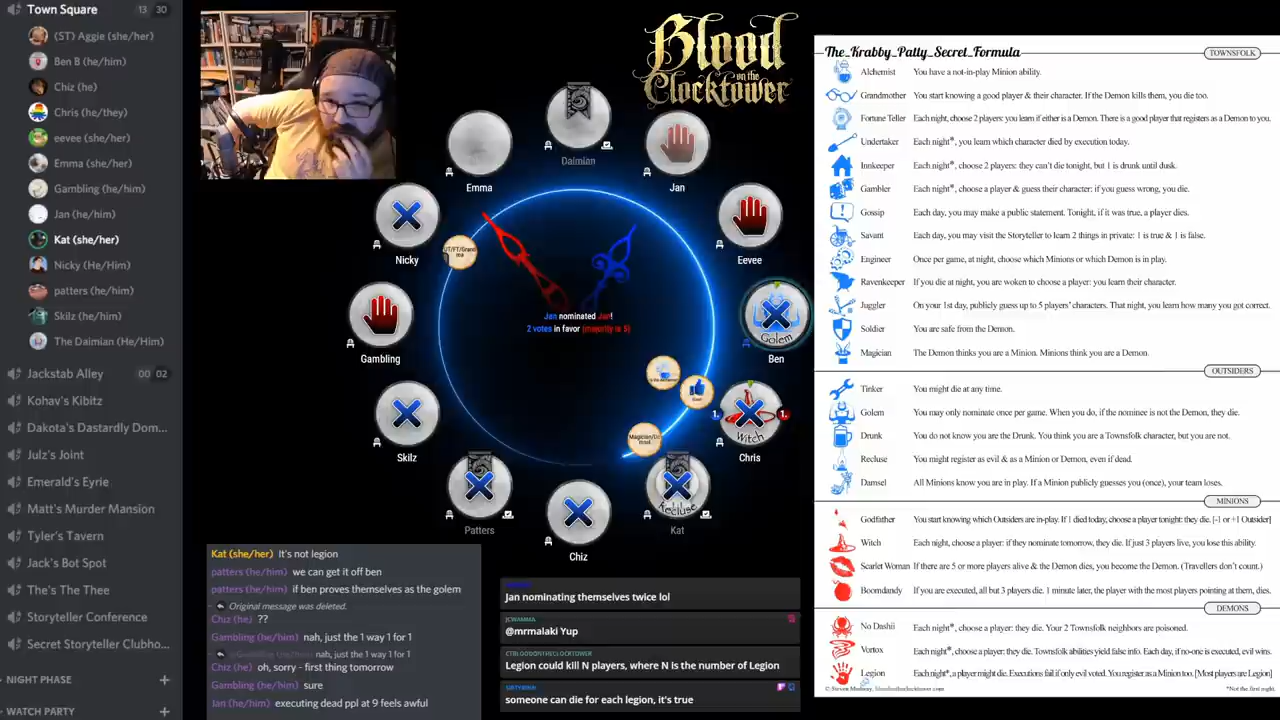 Town Square
13 30
(ST) Aggie (she/her)
Ben B (he/him)
Chiz (he)
Chris (he/they)
eevee (she/her)
Emma (she/her)
Gambling (he/him)
Jan (he/him)
Kat (she/her)
Nicky (He/Him)
patters (he/him)
Skilz (he/him)
The Daimian (He/Him)
Jackstab Alley
00 02
Kohav's Kibitz
Dakota's Dastardly Dom...
Julz's Joint
Emerald's Eyrie
Matt's Murder Mansion
Tyler's Tavern
Jack's Bot Spot
The's The Thee
Storyteller Conference
Secret Storyteller Clubho...
NIGHT PHASE
WATCH PARTY
Blood
on the
Clocktower
Daimian
Emma
Jan
Nicky
Eevee
UT/FT/Grand
ma
Gambling
Golem
Ben
Jan nominated Jan!
2 votes in favor (majority is 5)
Skilz
Witch
Chris
Patters
Recluse
Kat
Chiz
Kat (she/her) It's not legion
patters (he/him) we can get it off ben
patters (he/him) if ben proves themselves as the golem
Original message was deleted.
Chiz (he) ??
Gambling (he/him) nah, just the 1 way 1 for 1
nah, just the 1 way 1 for 1
Chiz (he) oh, sorry - first thing tomorrow
Gambling (he/him) sure
Jan (he/him) executing dead ppl at 9 feels awful
Jan nominating themselves twice lol
@mrmalaki Yup
Legion could kill N players, where N is the number of Legion
someone can die for each legion, it's true
The_Krabby_Patty_Secret_Formula
TOWNSFOLK
Alchemist You have a not-in-play Minion ability.
Grandmother You start knowing a good player & their character. If the Demon kills them, you die too.
Fortune Teller Each night, choose 2 players: you learn if either is a Demon. There is a good player that registers as a Demon to you.
Undertaker Each night*, you learn which character died by execution today.
Innkeeper Each night*, choose 2 players: they can't die tonight, but 1 is drunk until dusk.
Gambler Each night*, choose a player & guess their character: if you guess wrong, you die.
Gossip Each day, you may make a public statement. Tonight, if it was true, a player dies.
Savant Each day, you may visit the Storyteller to learn 2 things in private: 1 is true & 1 is false.
Engineer Once per game, at night, choose which Minions or which Demon is in play.
Ravenkeeper If you die at night, you are woken to choose a player: you learn their character.
Juggler On your 1st day, publicly guess up to 5 players' characters. That night, you learn how many you got correct.
Soldier You are safe from the Demon.
Magician The Demon thinks you are a Minion. Minions think you are a Demon.
OUTSIDERS
Tinker You might die at any time.
Golem You may only nominate once per game. When you do, if the nominee is not the Demon, they die.
Drunk You do not know you are the Drunk. You think you are a Townsfolk character, but you are not.
Recluse You might register as evil & as a Minion or Demon, even if dead.
Damsel All Minions know you are in play. If a Minion publicly guesses you (once), your team loses.
MINIONS
Godfather You start knowing which Outsiders are in-play. If 1 died today, choose a player tonight: they die. [-1 or +1 Outsider]
Witch Each night, choose a player: if they nominate tomorrow, they die. If just 3 players live, you lose this ability.
Scarlet Woman If there are 5 or more players alive & the Demon dies, you become the Demon. (Travellers don't count.)
Boomdandy If you are executed, all but 3 players die. 1 minute later, the player with the most players pointing at them, dies.
DEMONS
No Dashii Each night*, choose a player: they die. Your 2 Townsfolk neighbors are poisoned.
Vortox Each night*, choose a player: they die. Townsfolk abilities yield false info. Each day, if no-one is executed, evil wins.
Legion Each night*, a player might die. Executions fail if only evil voted. You register as a Minion too. [Most players are Legion]
*Not the first night.